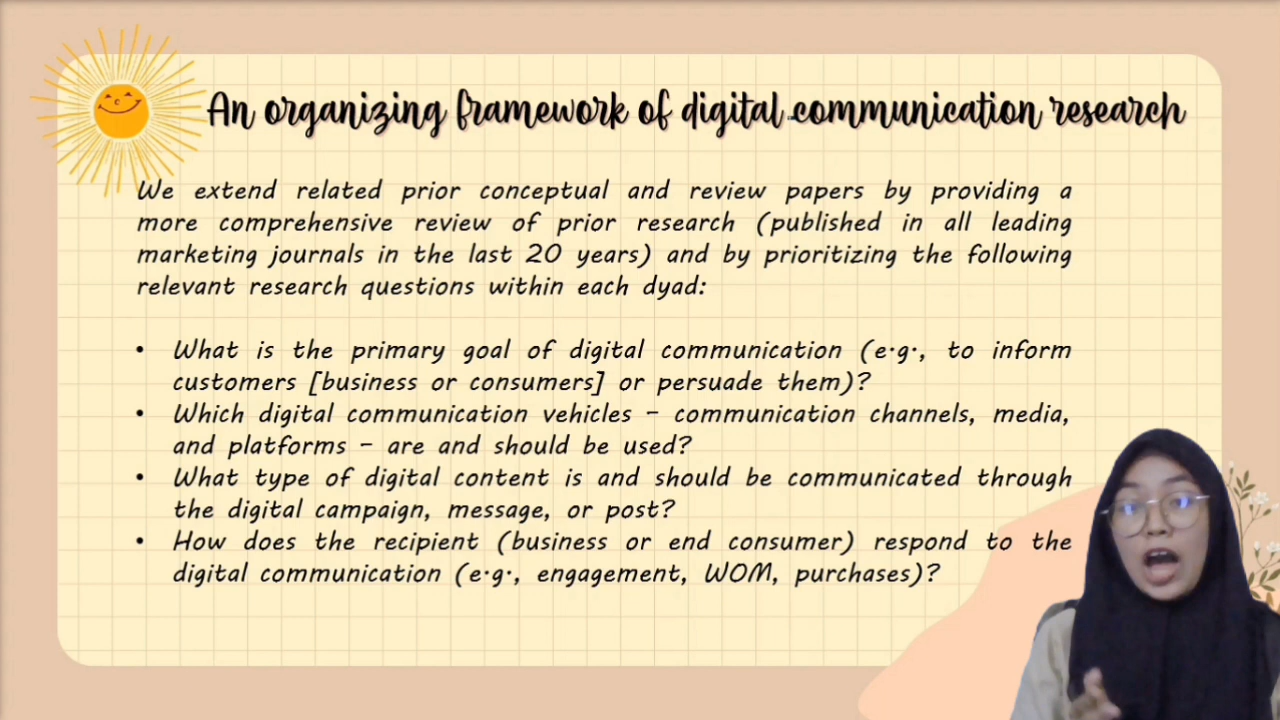 An organizing framework of digital communication research
We extend related prior conceptual and review papers by providing a
more comprehensive review of prior research (published in all leading
marketing journals in the last 20 years) and by prioritizing the following
relevant research questions within each dyad:
• What is the primary goal of digital communication (e.g., to inform
customers [business or consumers] or persuade them)?
• Which digital communication vehicles - communication channels, media,
and platforms - are and should be used?
• What type of digital content is and should be communicated through
the digital campaign, message, or post?
• How does the recipient (business or end consumer) respond to the
digital communication (e.g., engagement, WOM, purchases)?